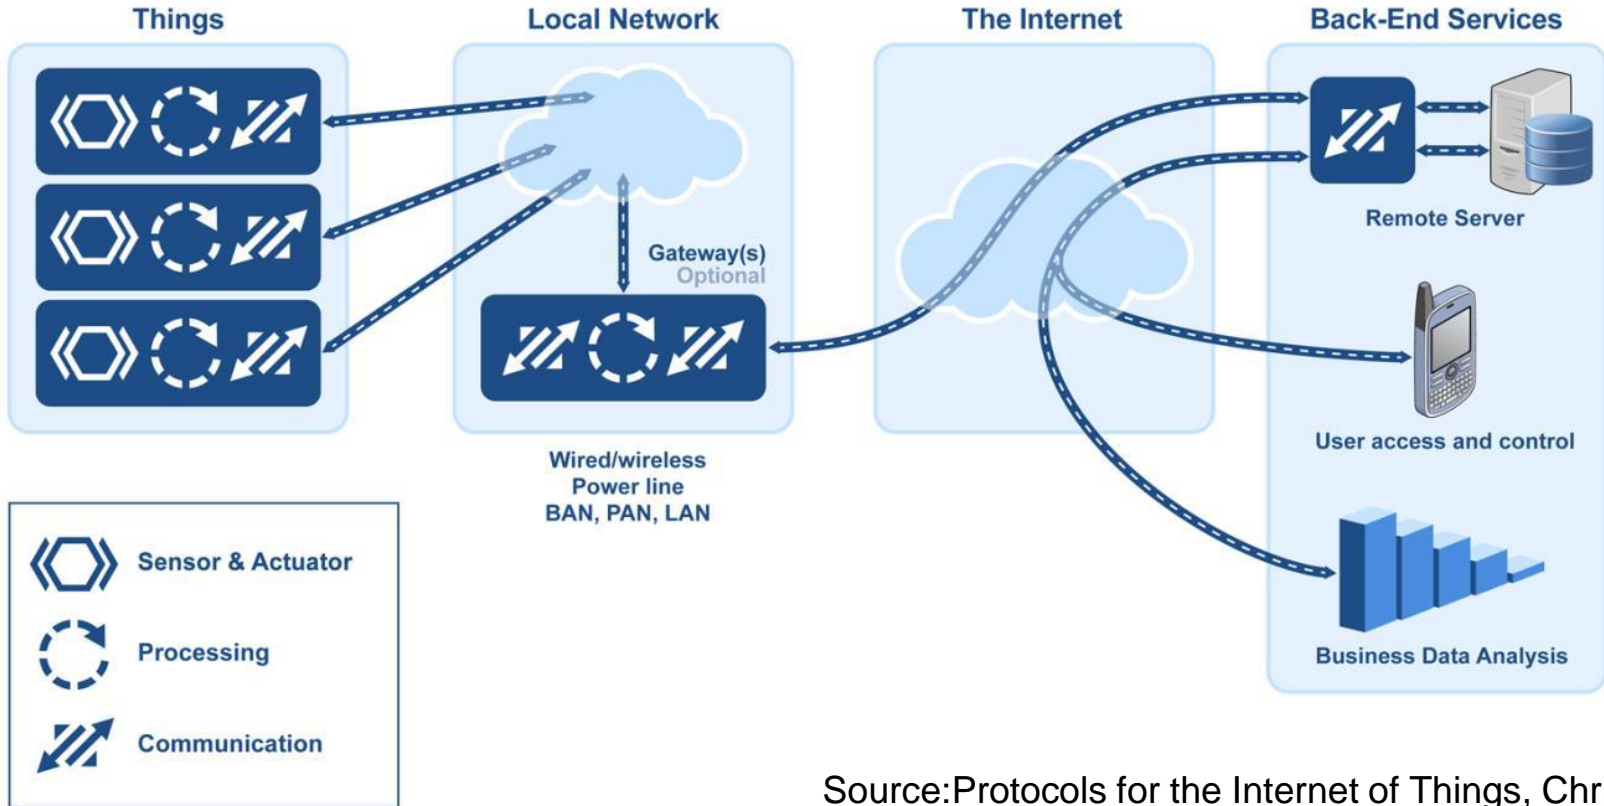 Things
Local Network
The Internet
Back-End Services
Gateway(s)
Optional
Wired/wireless
Power line
BAN, PAN, LAN
Remote Server
User access and control
Business Data Analysis
Sensor & Actuator
Processing
Communication
Source:Protocols for the Internet of Things, Chr